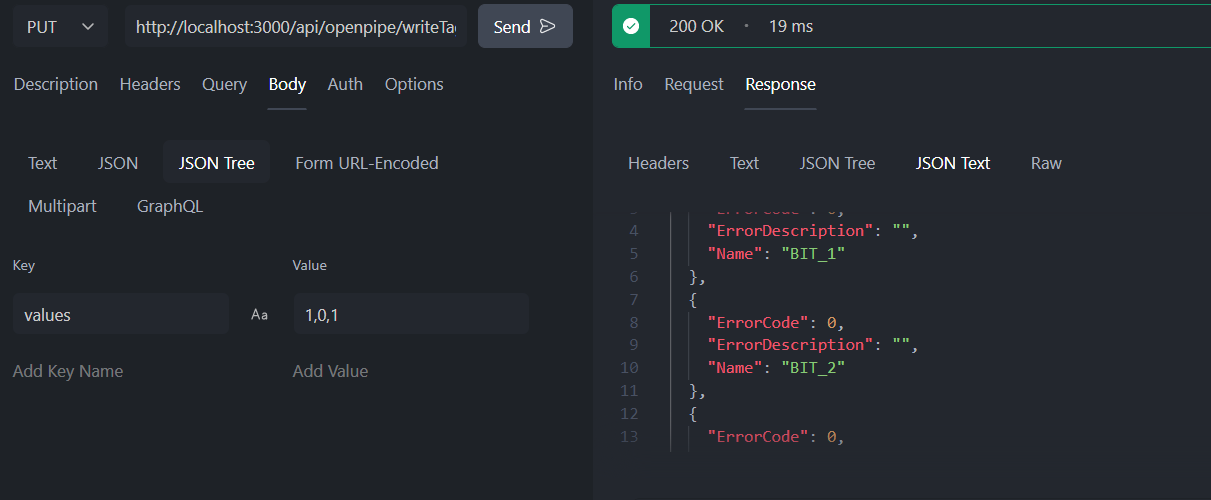 PUT
http://localhost:3000/api/openpipe/writeTa
Send
Description Headers Query Body Auth Options
Text JSON JSON Tree Form URL-Encoded
Multipart GraphQL
Key Value
values Aa 1,0,1
Add Key Name Add Value
200 OK • 19 ms
Info Request Response
Headers Text JSON Tree JSON Text Raw
3 "ErrorCode": 0,
4 "ErrorDescription": "",
5 "Name": "BIT_1"
6 },
7 {
8 "ErrorCode": 0,
9 "ErrorDescription": "",
10 "Name": "BIT_2"
11 },
12 {
13 "ErrorCode": 0,